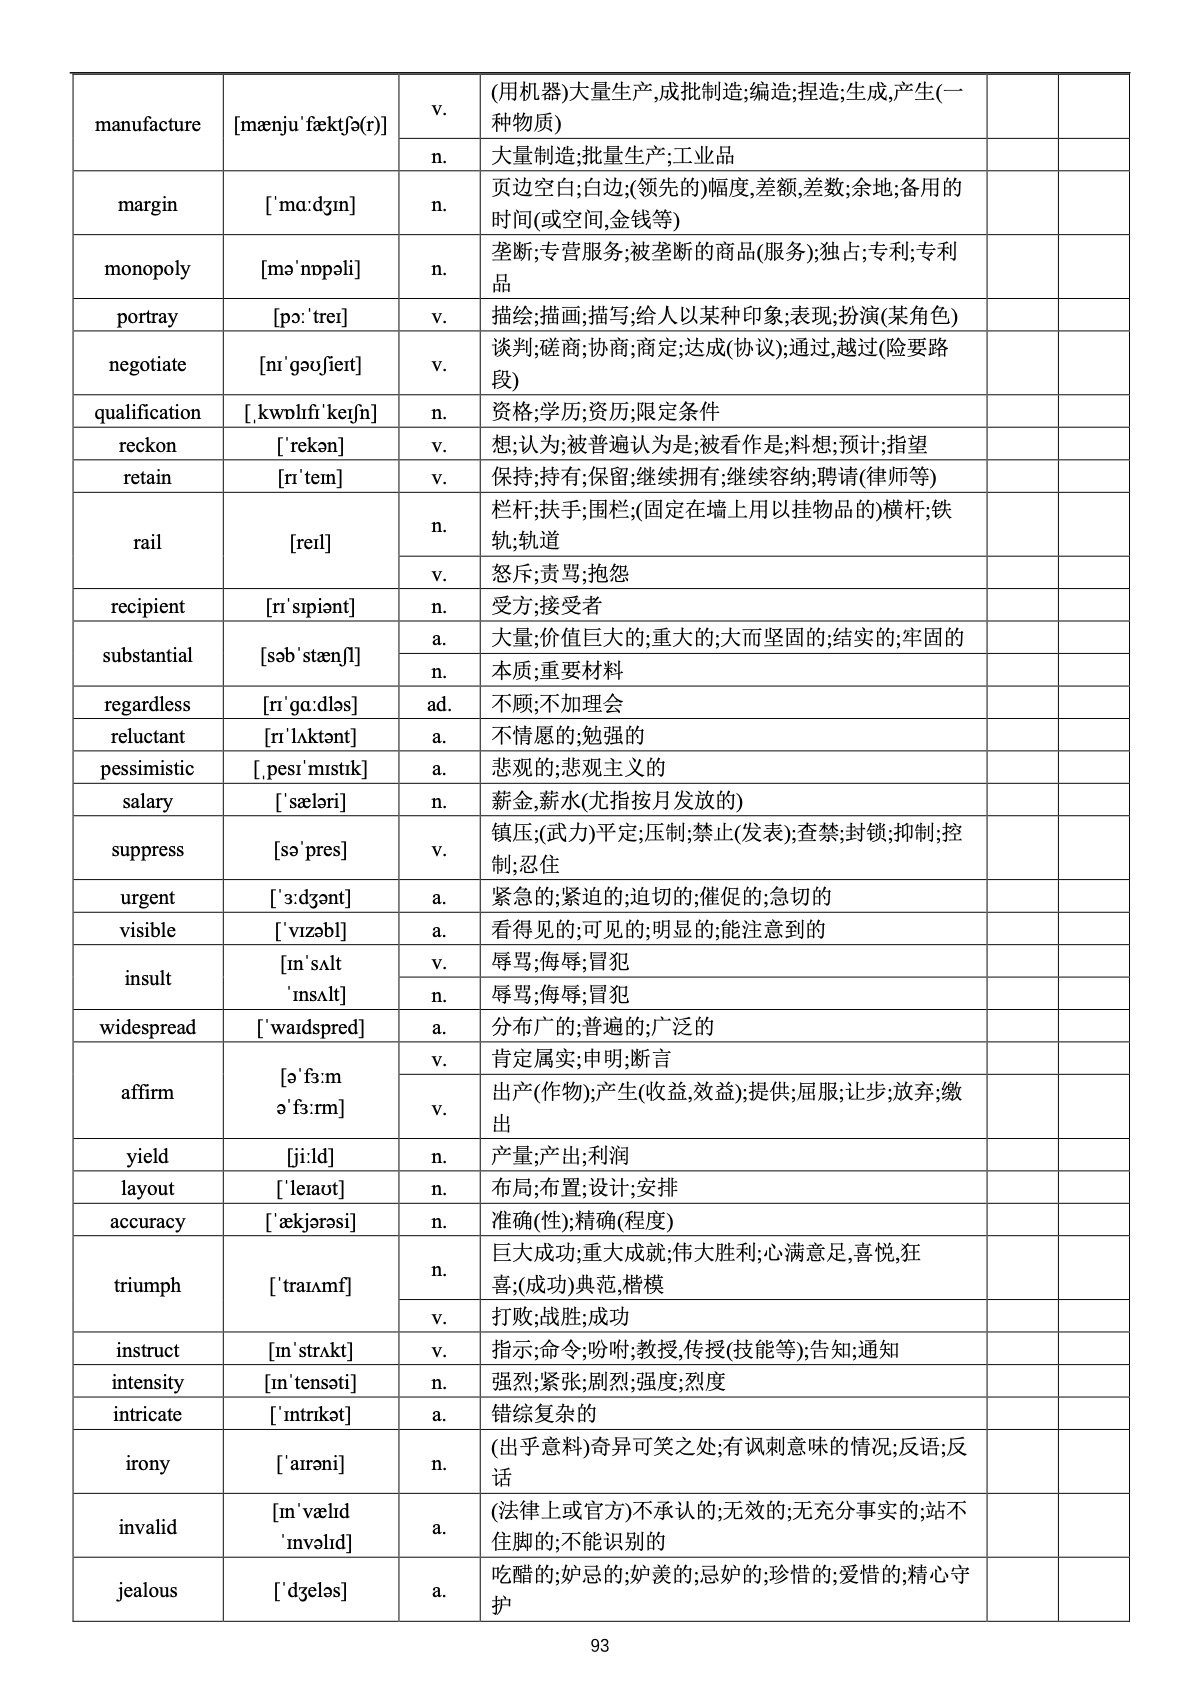 manufacture [mænjuˈfæktʃə(r)] v. (用机器)大量生产,成批制造;编造;捏造;生成,产生(一
种物质)
n. 大量制造;批量生产;工业品
margin [ˈmɑːdʒɪn] n. 页边空白;白边;(领先的)幅度,差额,差数;余地;备用的
时间(或空间,金钱等)
monopoly [məˈnɒpəli] n. 垄断;专营服务;被垄断的商品(服务);独占;专利;专利
品
portray [pɔːˈtreɪ] v. 描绘;描画;描写;给人以某种印象;表现;扮演(某角色)
negotiate [nɪˈɡəʊʃieɪt] v. 谈判;磋商;协商;商定;达成(协议);通过,越过(险要路
段)
qualification [ˌkwɒlɪfɪˈkeɪʃn] n. 资格;学历;资历;限定条件
reckon [ˈrekən] v. 想;认为;被普遍认为是;被看作是;料想;预计;指望
retain [rɪˈteɪn] v. 保持;持有;保留;继续拥有;继续容纳;聘请(律师等)
rail [reɪl] n. 栏杆;扶手;围栏;(固定在墙上用以挂物品的)横杆;铁
轨;轨道
v. 怒斥;责骂;抱怨
recipient [rɪˈsɪpiənt] n. 受方;接受者
substantial [səbˈstænʃl] a. 大量;价值巨大的;重大的;大而坚固的;结实的;牢固的
n. 本质;重要材料
regardless [rɪˈɡɑːdləs] ad. 不顾;不加理会
reluctant [rɪˈlʌktənt] a. 不情愿的;勉强的
pessimistic [ˌpesɪˈmɪstɪk] a. 悲观的;悲观主义的
salary [ˈsæləri] n. 薪金,薪水(尤指按月发放的)
suppress [səˈpres] v. 镇压;(武力)平定;压制;禁止(发表);查禁;封锁;抑制;控
制;忍住
urgent [ˈɜːdʒənt] a. 紧急的;紧迫的;迫切的;催促的;急切的
visible [ˈvɪzəbl] a. 看得见的;可见的;明显的;能注意到的
insult [ɪnˈsʌlt v. 辱骂;侮辱;冒犯
ˈɪnsʌlt] n. 辱骂;侮辱;冒犯
widespread [ˈwaɪdspred] a. 分布广的;普遍的;广泛的
affirm [əˈfɜːm v. 肯定属实;申明;断言
əˈfɜːrm] v. 出产(作物);产生(收益,效益);提供;屈服;让步;放弃;缴
出
yield [jiːld] n. 产量;产出;利润
layout [ˈleɪaʊt] n. 布局;布置;设计;安排
accuracy [ˈækjərəsi] n. 准确(性);精确(程度)
triumph [ˈtraɪʌmf] n. 巨大成功;重大成就;伟大胜利;心满意足,喜悦,狂
喜;(成功)典范,楷模
v. 打败;战胜;成功
instruct [ɪnˈstrʌkt] v. 指示;命令;吩咐;教授,传授(技能等);告知;通知
intensity [ɪnˈtensəti] n. 强烈;紧张;剧烈;强度;烈度
intricate [ˈɪntrɪkət] a. 错综复杂的
irony [ˈaɪrəni] n. (出乎意料)奇异可笑之处;有讽刺意味的情况;反语;反
话
invalid [ɪnˈvælɪd a. (法律上或官方)不承认的;无效的;无充分事实的;站不
ˈɪnvəlɪd] 住脚的;不能识别的
jealous [ˈdʒeləs] a. 吃醋的;妒忌的;妒羡的;忌妒的;珍惜的;爱惜的;精心守
护
93